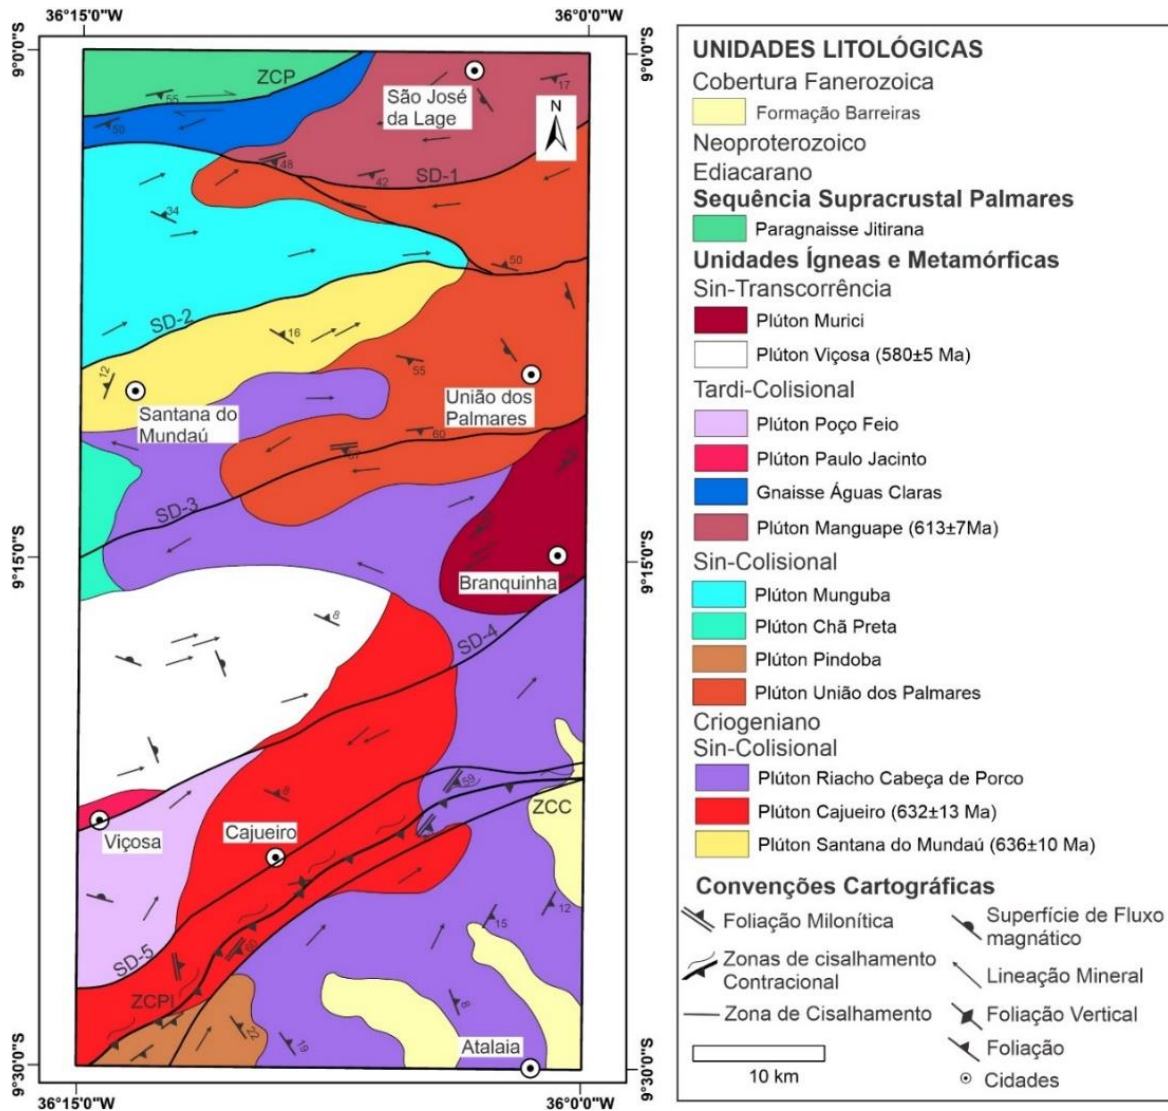 36°15'0"W
36°0'0"W
9°0'0"S
9°0'0"S
ZCP
55
São José
da Lage
17
N
50
48
42
SD-1
34
50
SD-2
16
12
55
Santana do
Mundaú
União dos
Palmares
60
57
SD-3
9°15'0"S
9°15'0"S
Branquinha
8
SD-4
59
ZCC
8
Viçosa
Cajueiro
15
12
SD-5
60
ZCPI
22
19
8
Atalaia
9°30'0"S
9°30'0"S
36°15'0"W
36°0'0"W
UNIDADES LITOLÓGICAS
Cobertura Fanerozoica
Formação Barreiras
Neoproterozoico
Ediacarano
Sequência Supracrustal Palmares
Paragnaisse Jitirana
Unidades Ígneas e Metamórficas
Sin-Transcorrência
Plúton Murici
Plúton Viçosa (580±5 Ma)
Tardi-Colisional
Plúton Poço Feio
Plúton Paulo Jacinto
Gnaisse Águas Claras
Plúton Manguape (613±7Ma)
Sin-Colisional
Plúton Munguba
Plúton Chã Preta
Plúton Pindoba
Plúton União dos Palmares
Criogeniano
Sin-Colisional
Plúton Riacho Cabeça de Porco
Plúton Cajueiro (632±13 Ma)
Plúton Santana do Mundaú (636±10 Ma)
Convenções Cartográficas
Foliação Milonítica
Zonas de cisalhamento
Contracional
Zona de Cisalhamento
10 km
Superfície de Fluxo
magnético
Lineação Mineral
Foliação Vertical
Foliação
Cidades